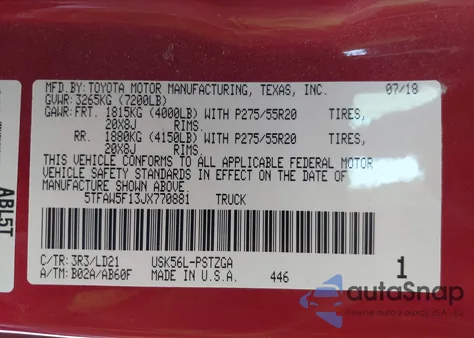 MFD. BY: TOYOTA MOTOR MANUFACTURING, TEXAS, INC. 07/18
GVWR: 3265KG (7200LB)
GAWR: FRT. 1815KG (4000LB) WITH P275/55R20 TIRES,
20X8J RIMS.
RR. 1890KG (4150LB) WITH P275/55R20 TIRES,
20X8J RIMS.
THIS VEHICLE CONFORMS TO ALL APPLICABLE FEDERAL MOTOR
VEHICLE SAFETY STANDARDS IN EFFECT ON THE DATE OF
MANUFACTURE SHOWN ABOVE.
5TFAW5F13JX770881 TRUCK
C/TR: 3R3/LD21 USK56L-PSTZGA 1
A/TM: B02A/AB60F MADE IN U.S.A. 446
ABL5T
autoSnap